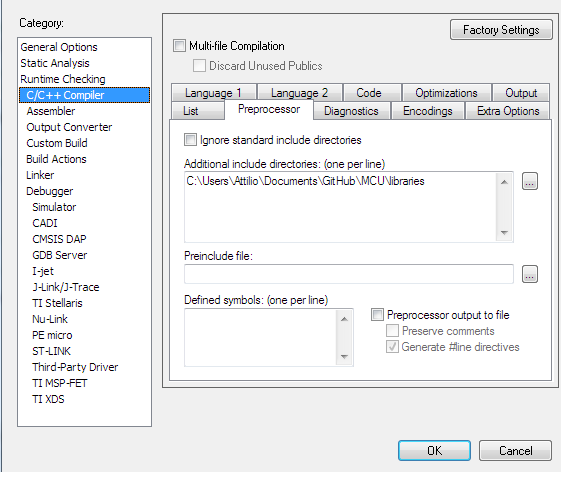 Category:
Factory Settings
Multi-file Compilation
Discard Unused Publics
General Options
Static Analysis
Runtime Checking
C/C++ Compiler
Assembler
Output Converter
Custom Build
Build Actions
Linker
Debugger
Simulator
CADI
CMSIS DAP
GDB Server
I-jet
J-Link/J-Trace
TI Stellaris
Nu-Link
PE micro
ST-LINK
Third-Party Driver
TI MSP-FET
TI XDS
Language 1 Language 2 Code Optimizations Output
List Preprocessor Diagnostics Encodings Extra Options
Ignore standard include directories
Additional include directories: (one per line)
C:\Users\Attilio\Documents\GitHub\MCU\libraries
...
Preinclude file:
...
Defined symbols: (one per line)
Preprocessor output to file
Preserve comments
Generate #line directives
OK Cancel